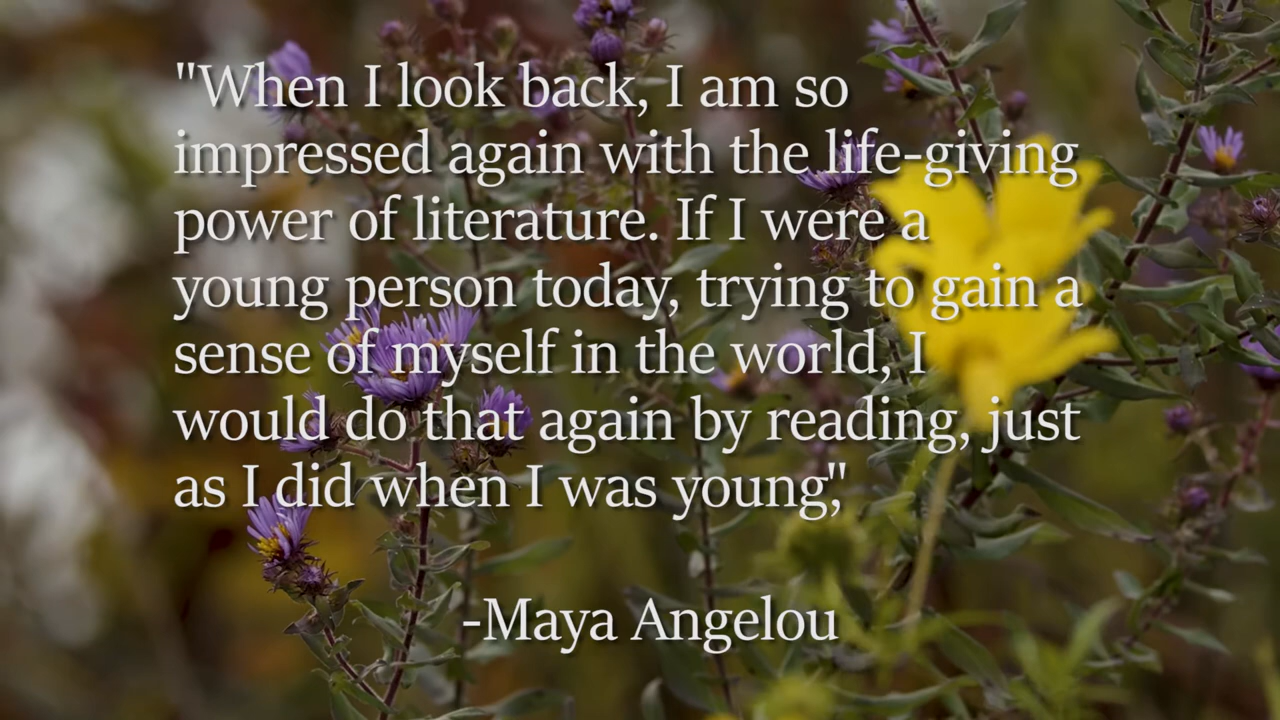 "When I look back, I am so
impressed again with the life-giving
power of literature. If I were a
young person today, trying to gain a
sense of myself in the world, I
would do that again by reading, just
as I did when I was young,"
-Maya Angelou